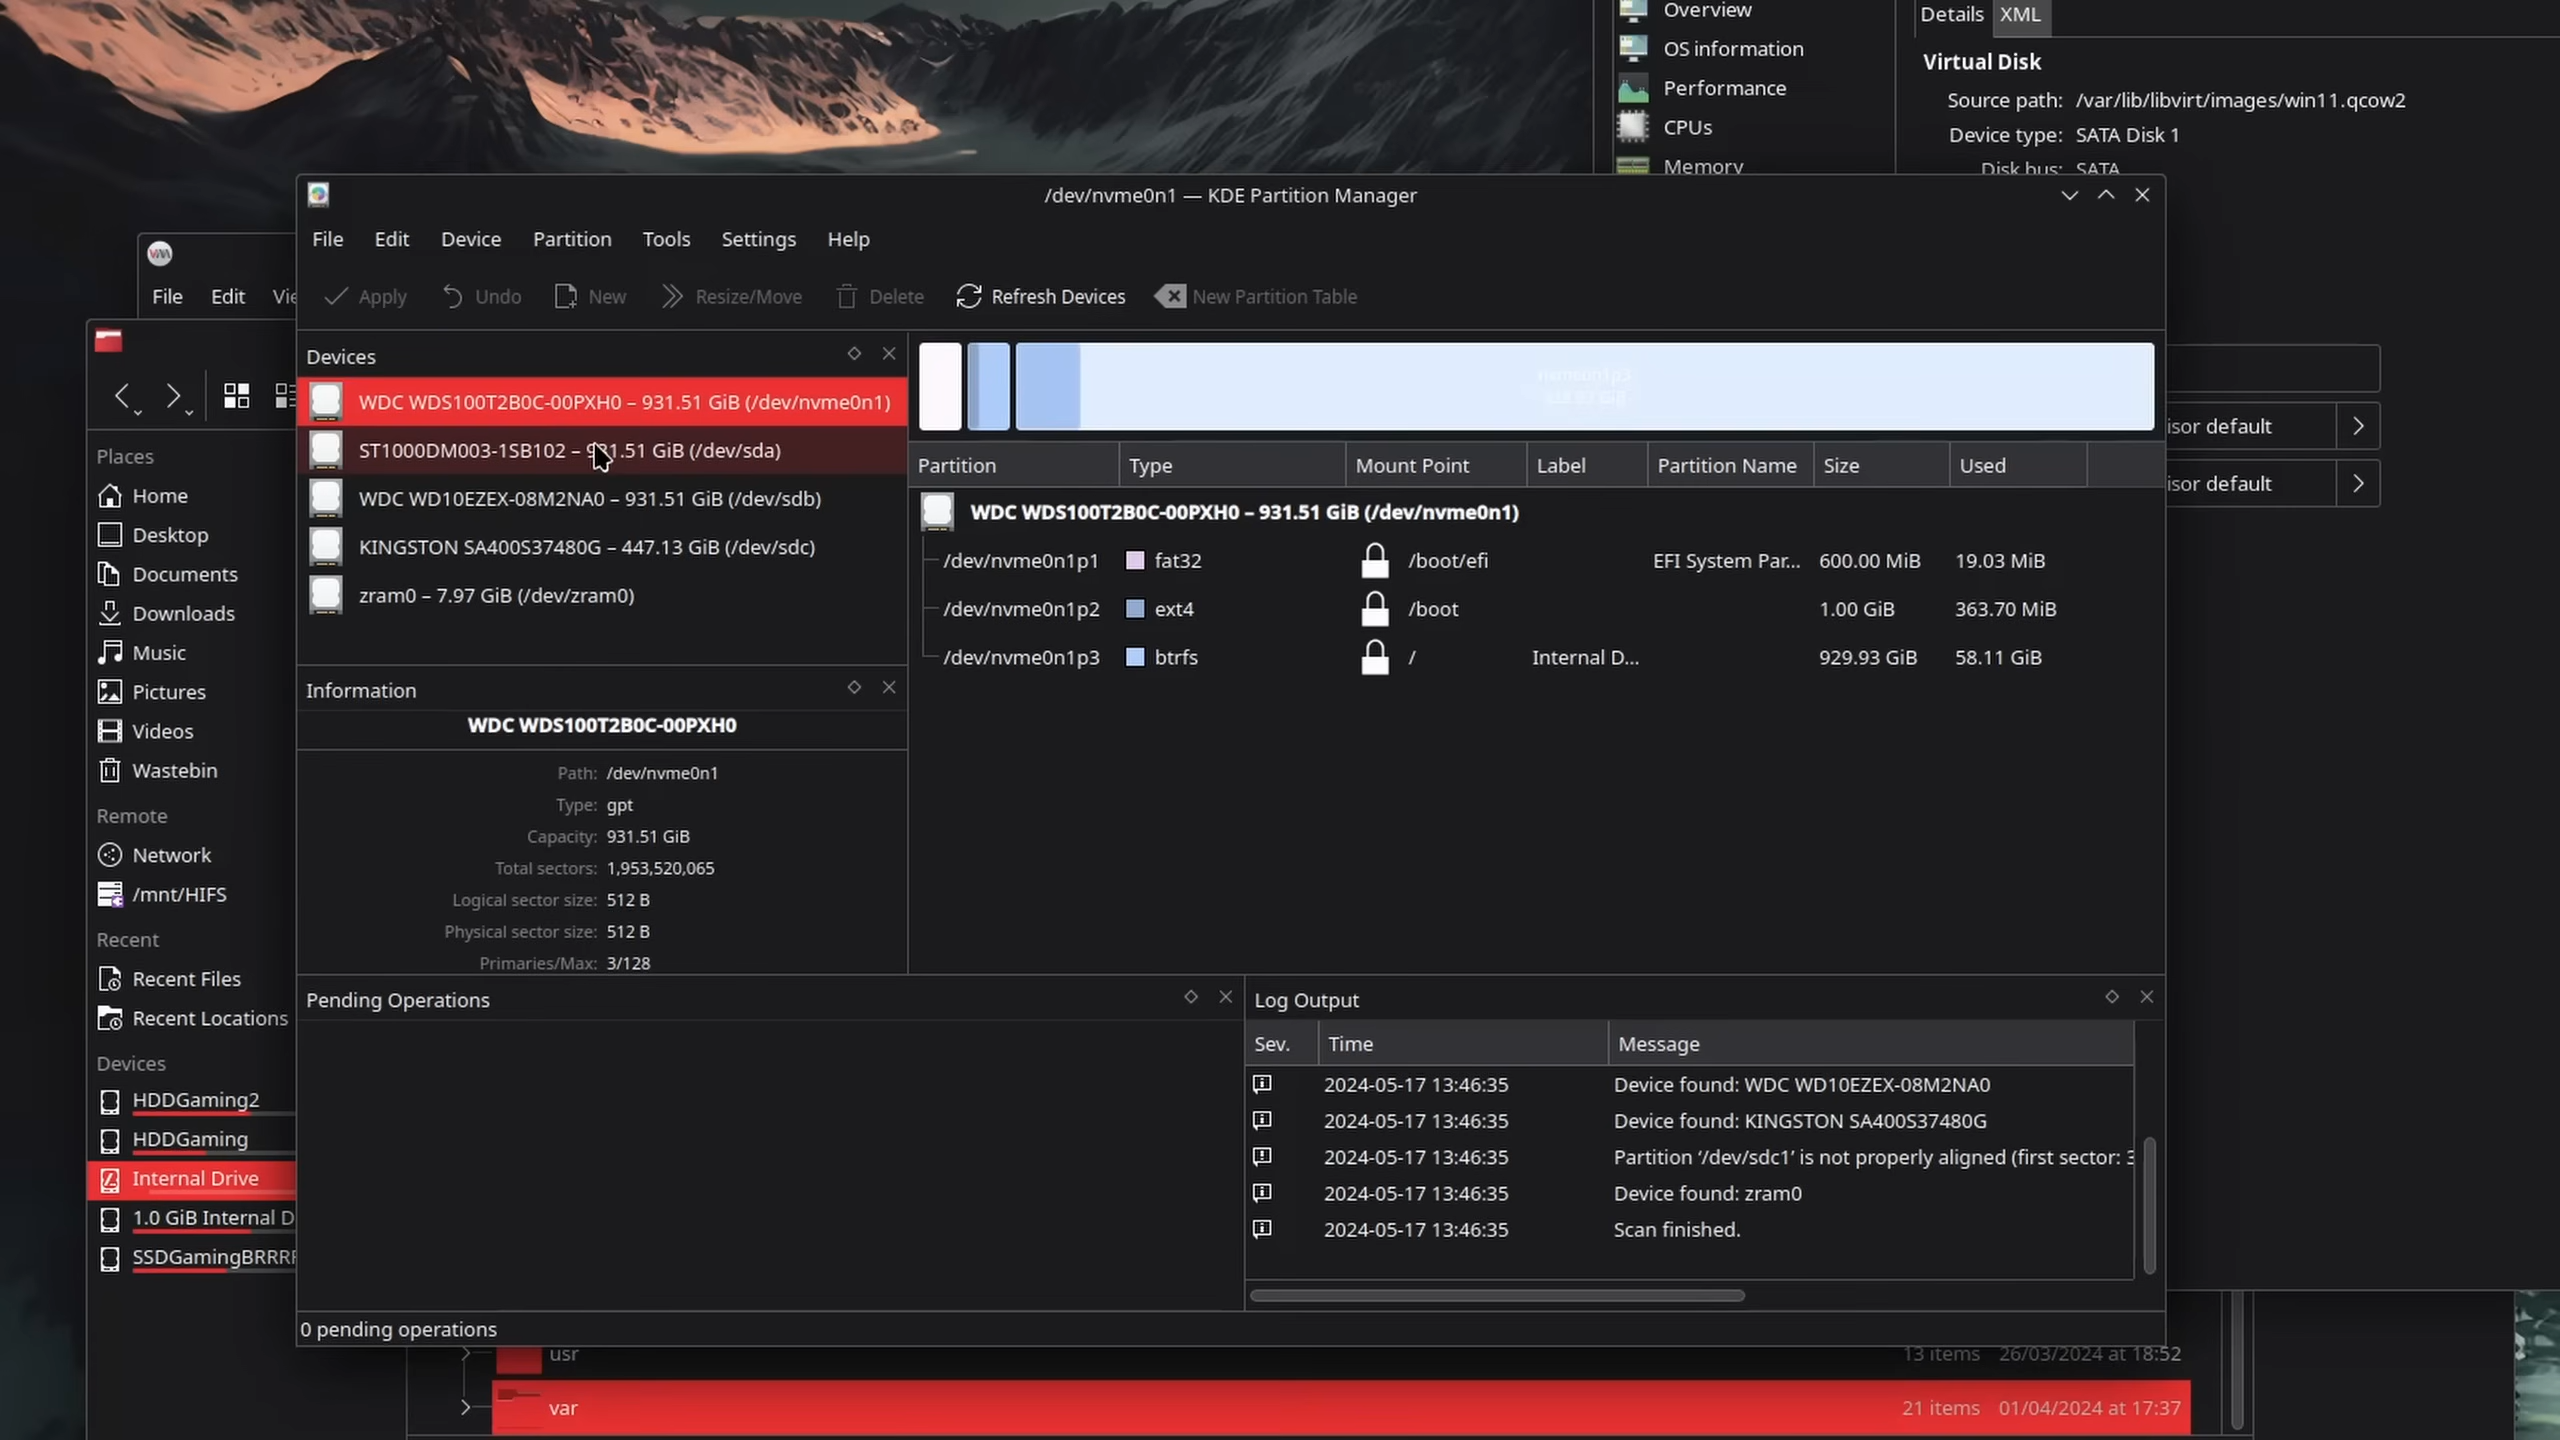 Overview
OS information
Performance
CPUs
Memory
Details XML
Virtual Disk
Source path: /var/lib/libvirt/images/win11.qcow2
Device type: SATA Disk 1
Disk bus: SATA
isor default
isor default
File Edit
Places
Home
Desktop
Documents
Downloads
Music
Pictures
Videos
Wastebin
Remote
Network
/mnt/HIFS
Recent
Recent Files
Recent Locations
Devices
HDDGaming2
HDDGaming
Internal Drive
1.0 GiB Internal D
SSDGamingBRRRF
/dev/nvme0n1 — KDE Partition Manager
File Edit Device Partition Tools Settings Help
Apply Undo New Resize/Move Delete Refresh Devices New Partition Table
Devices
WDC WDS100T2B0C-00PXH0 – 931.51 GiB (/dev/nvme0n1)
ST1000DM003-1SB102 – 931.51 GiB (/dev/sda)
WDC WD10EZEX-08M2NA0 – 931.51 GiB (/dev/sdb)
KINGSTON SA400S37480G – 447.13 GiB (/dev/sdc)
zram0 – 7.97 GiB (/dev/zram0)
Information
WDC WDS100T2B0C-00PXH0
Path: /dev/nvme0n1
Type: gpt
Capacity: 931.51 GiB
Total sectors: 1,953,520,065
Logical sector size: 512 B
Physical sector size: 512 B
Primaries/Max: 3/128
Partition Type Mount Point Label Partition Name Size Used
WDC WDS100T2B0C-00PXH0 – 931.51 GiB (/dev/nvme0n1)
/dev/nvme0n1p1 fat32 /boot/efi EFI System Par... 600.00 MiB 19.03 MiB
/dev/nvme0n1p2 ext4 /boot 1.00 GiB 363.70 MiB
/dev/nvme0n1p3 btrfs / Internal D... 929.93 GiB 58.11 GiB
Pending Operations
Log Output
Sev. Time Message
2024-05-17 13:46:35 Device found: WDC WD10EZEX-08M2NA0
2024-05-17 13:46:35 Device found: KINGSTON SA400S37480G
2024-05-17 13:46:35 Partition ‘/dev/sdc1’ is not properly aligned (first sector: 3
2024-05-17 13:46:35 Device found: zram0
2024-05-17 13:46:35 Scan finished.
0 pending operations
usr 13 items 26/03/2024 at 18:52
var 21 items 01/04/2024 at 17:37